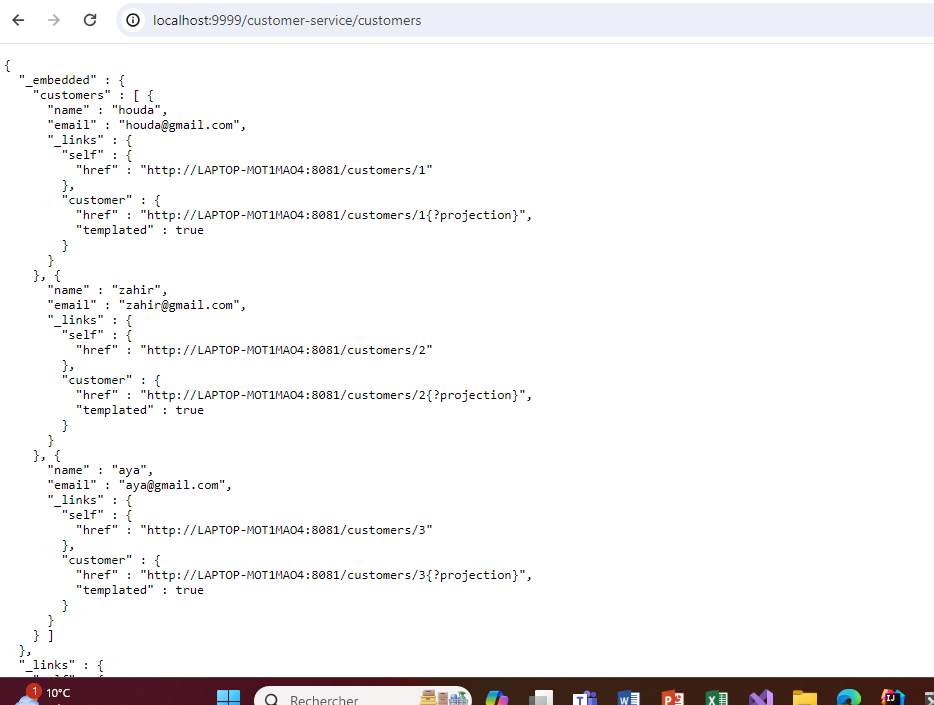 localhost:9999/customer-service/customers
{
  "_embedded" : {
    "customers" : [ {
      "name" : "houda",
      "email" : "houda@gmail.com",
      "_links" : {
        "self" : {
          "href" : "http://LAPTOP-MOT1MAO4:8081/customers/1"
        },
        "customer" : {
          "href" : "http://LAPTOP-MOT1MAO4:8081/customers/1{?projection}",
          "templated" : true
        }
      }
    }, {
      "name" : "zahir",
      "email" : "zahir@gmail.com",
      "_links" : {
        "self" : {
          "href" : "http://LAPTOP-MOT1MAO4:8081/customers/2"
        },
        "customer" : {
          "href" : "http://LAPTOP-MOT1MAO4:8081/customers/2{?projection}",
          "templated" : true
        }
      }
    }, {
      "name" : "aya",
      "email" : "aya@gmail.com",
      "_links" : {
        "self" : {
          "href" : "http://LAPTOP-MOT1MAO4:8081/customers/3"
        },
        "customer" : {
          "href" : "http://LAPTOP-MOT1MAO4:8081/customers/3{?projection}",
          "templated" : true
        }
      }
    } ]
  },
  "_links" : {
1 10°C
Rechercher